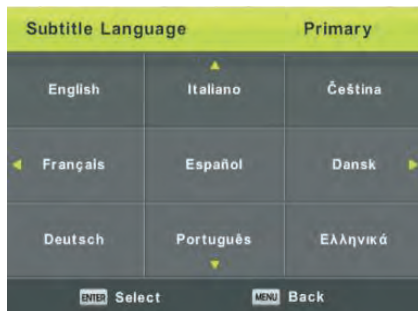 Subtitle Language Primary
English Italiano Čeština
Français Español Dansk
Deutsch Português Ελληνικά
ENTER Select MENU Back